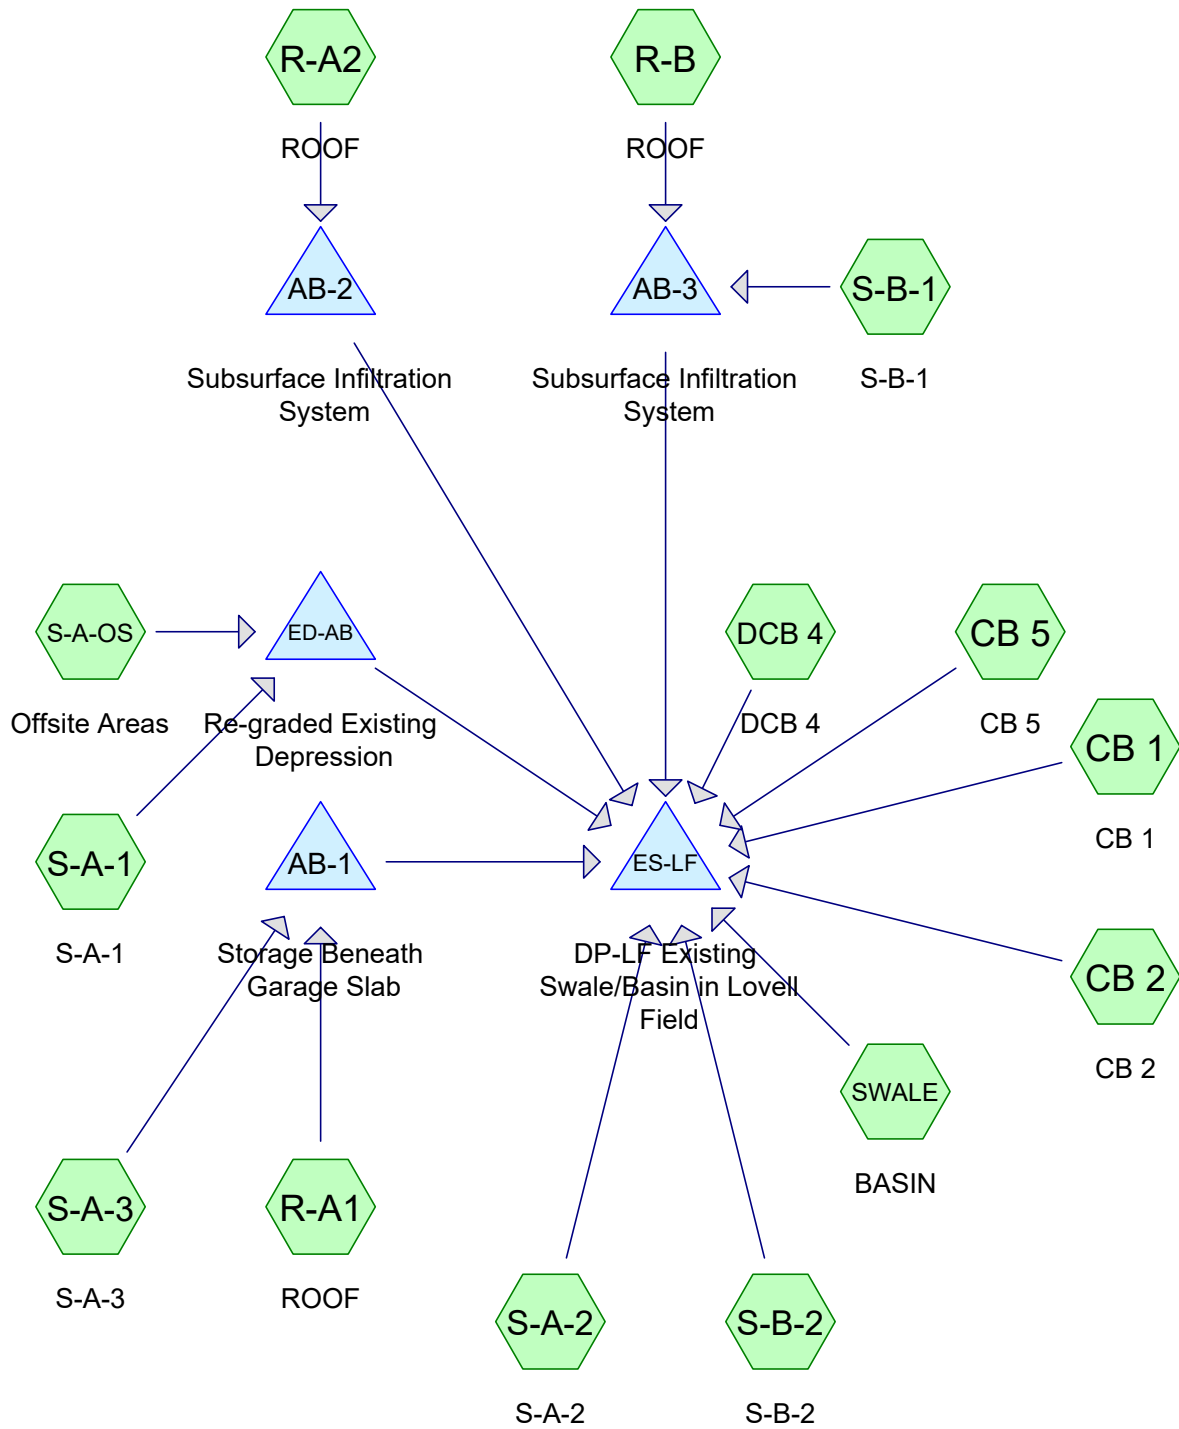 R-A2
R-B
ROOF
ROOF
AB-2
AB-3
S-B-1
Subsurface Infiltration
System
Subsurface Infiltration
System
S-B-1
S-A-OS
ED-AB
DCB 4
CB 5
Offsite Areas
Re-graded Existing
Depression
DCB 4
CB 5
CB 1
CB 1
S-A-1
AB-1
ES-LF
S-A-1
Storage Beneath
Garage Slab
DP-LF Existing
Swale/Basin in Lovell
Field
CB 2
CB 2
SWALE
BASIN
S-A-3
R-A1
S-A-3
ROOF
S-A-2
S-B-2
S-A-2
S-B-2